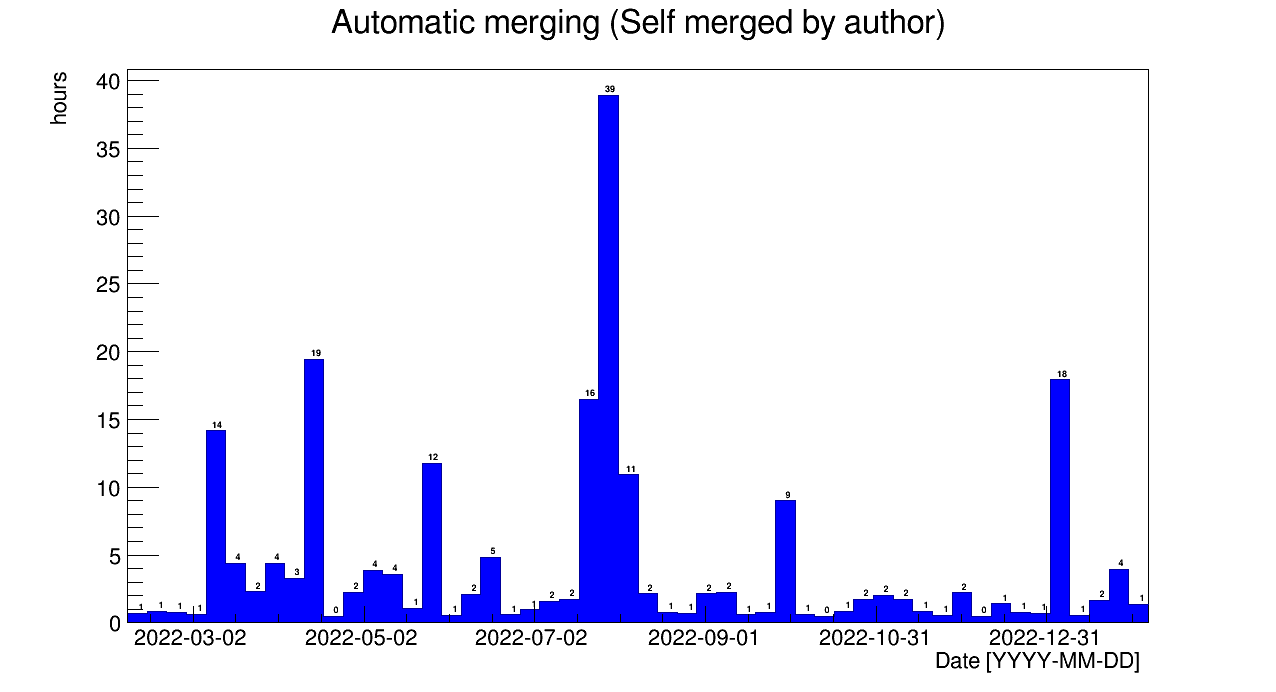 Automatic merging (Self merged by author)
hours
40
35
30
25
20
15
10
5
0
1 1 1 1 14 4 2 4 3 19 0 2 4 4 1 12 1 2 5 1 1 2 2 16 39 11 2 1 1 2 2 1 1 9 1 0 1 2 2 2 1 1 2 0 1 1 1 18 1 2 4 1
2022-03-02 2022-05-02 2022-07-02 2022-09-01 2022-10-31 2022-12-31
Date [YYYY-MM-DD]